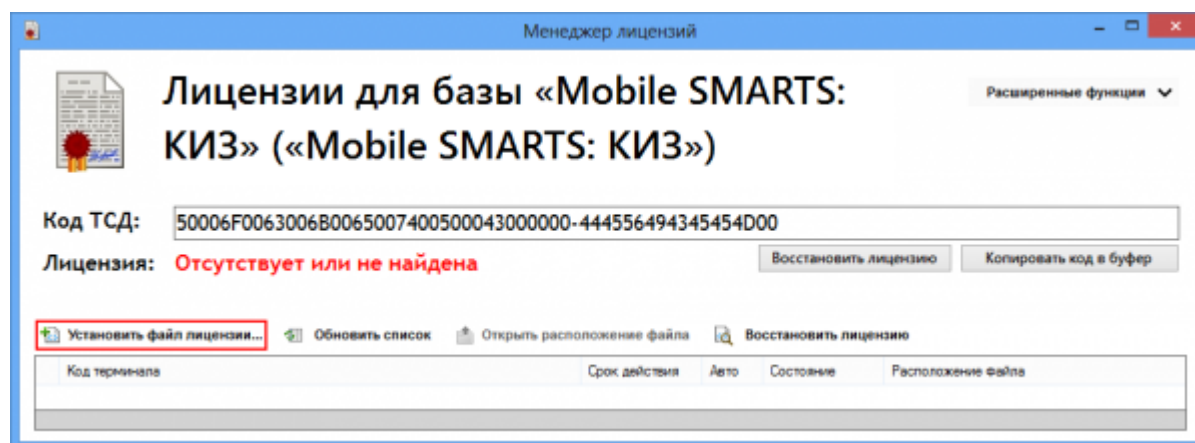 Менеджер лицензий
Лицензии для базы «Mobile SMARTS:
КИЗ» («Mobile SMARTS: КИЗ»)
Расширенные функции
Код ТСД: 50006F0063006B0065007400500043000000-444556494345454D00
Лицензия: Отсутствует или не найдена
Восстановить лицензию Копировать код в буфер
Установить файл лицензии... Обновить список Открыть расположение файла Восстановить лицензию
Код терминала Срок действия Авто Состояние Расположение файла